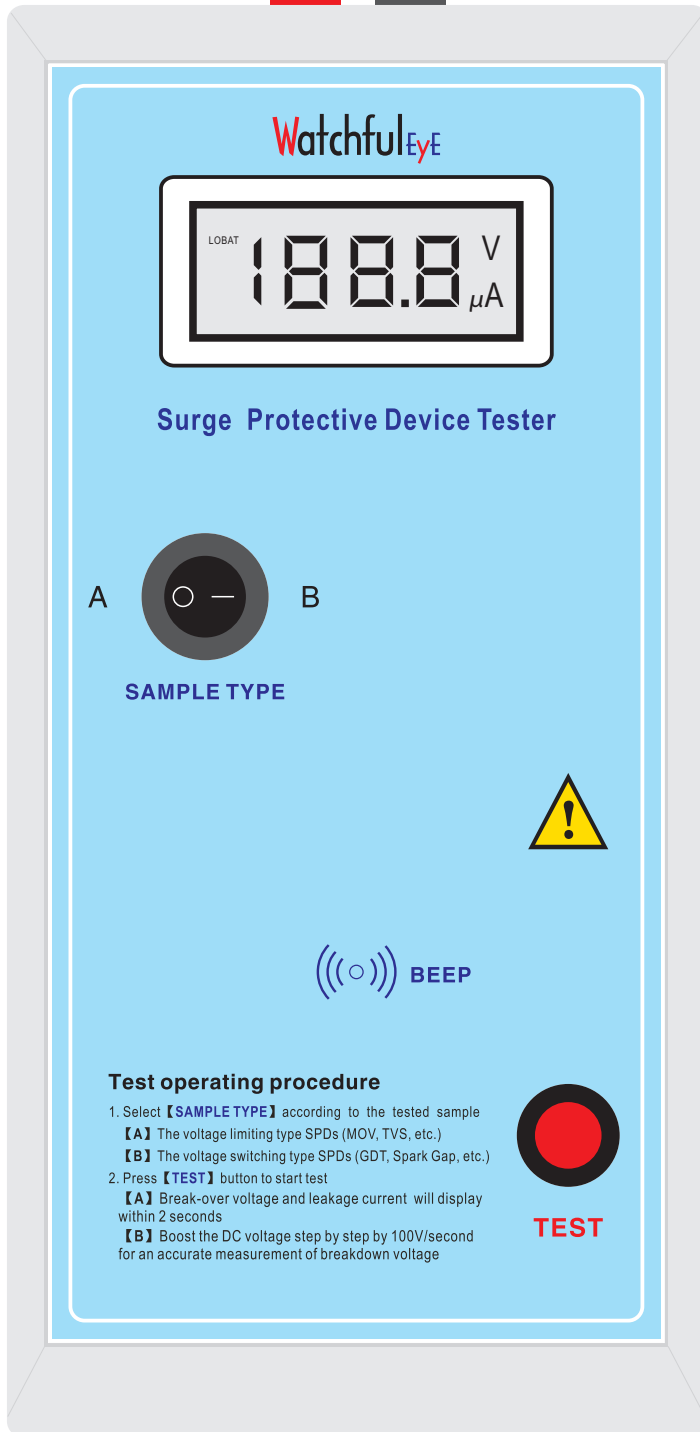 Watchful EyE
LOBAT
188.8
V
µA
Surge Protective Device Tester
A
B
SAMPLE TYPE
!
BEEP
Test operating procedure
1. Select【SAMPLE TYPE】according to the tested sample
【A】The voltage limiting type SPDs (MOV, TVS, etc.)
【B】The voltage switching type SPDs (GDT, Spark Gap, etc.)
2. Press【TEST】button to start test
【A】Break-over voltage and leakage current will display
within 2 seconds
【B】Boost the DC voltage step by step by 100V/second
for an accurate measurement of breakdown voltage
TEST